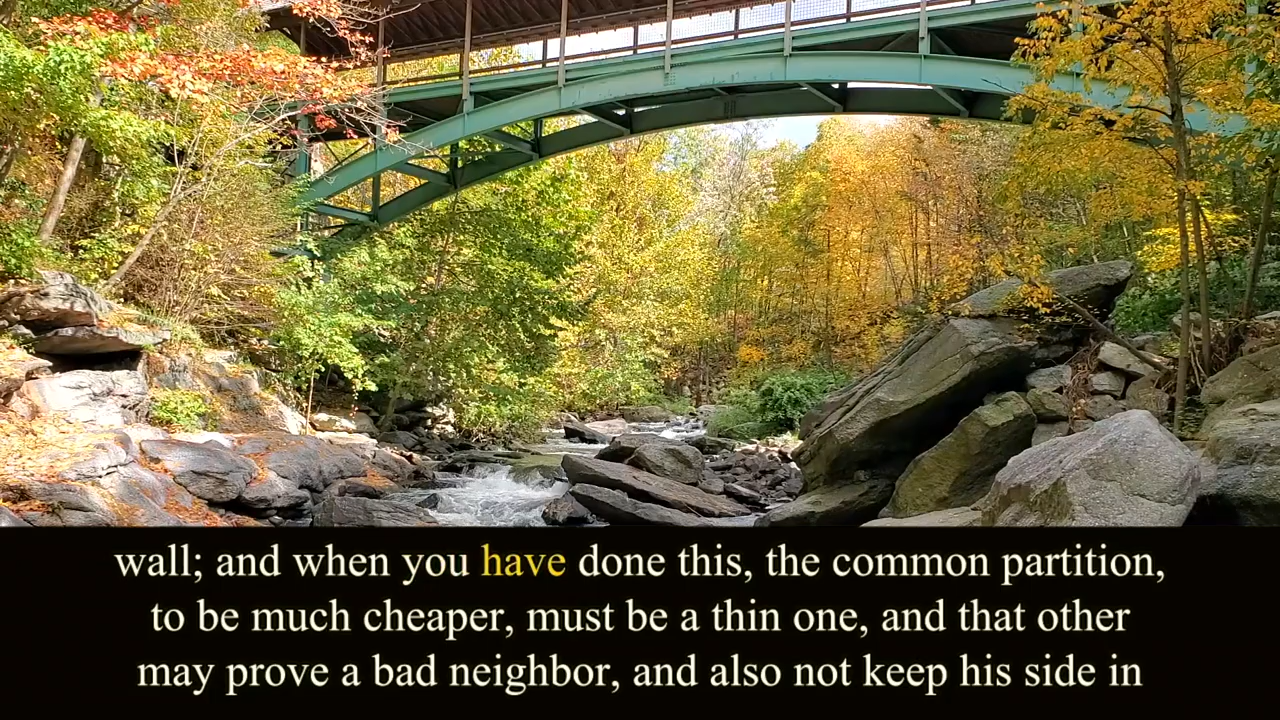 wall; and when you have done this, the common partition,
to be much cheaper, must be a thin one, and that other
may prove a bad neighbor, and also not keep his side in